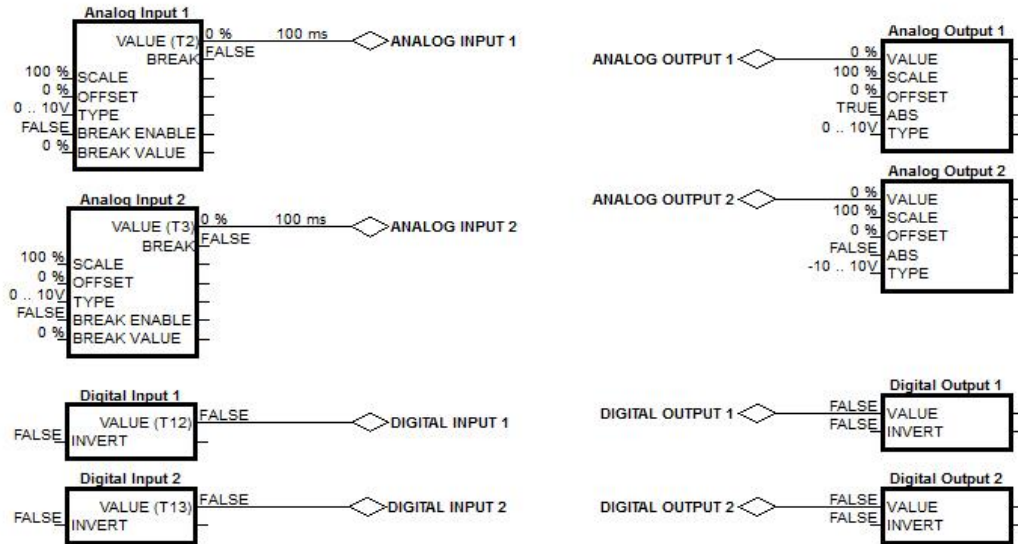 Analog Input 1
VALUE (T2) 0 % 100 ms ANALOG INPUT 1
BREAK FALSE
100 % SCALE
0 % OFFSET
0 .. 10V TYPE
FALSE BREAK ENABLE
0 % BREAK VALUE
Analog Input 2
VALUE (T3) 0 % 100 ms ANALOG INPUT 2
BREAK FALSE
100 % SCALE
0 % OFFSET
0 .. 10V TYPE
FALSE BREAK ENABLE
0 % BREAK VALUE
Digital Input 1
VALUE (T12) FALSE DIGITAL INPUT 1
FALSE INVERT
Digital Input 2
VALUE (T13) FALSE DIGITAL INPUT 2
FALSE INVERT
Analog Output 1
ANALOG OUTPUT 1 0 % VALUE
100 % SCALE
0 % OFFSET
TRUE ABS
0 .. 10V TYPE
Analog Output 2
ANALOG OUTPUT 2 0 % VALUE
100 % SCALE
0 % OFFSET
FALSE ABS
-10 .. 10V TYPE
Digital Output 1
DIGITAL OUTPUT 1 FALSE VALUE
FALSE INVERT
Digital Output 2
DIGITAL OUTPUT 2 FALSE VALUE
FALSE INVERT